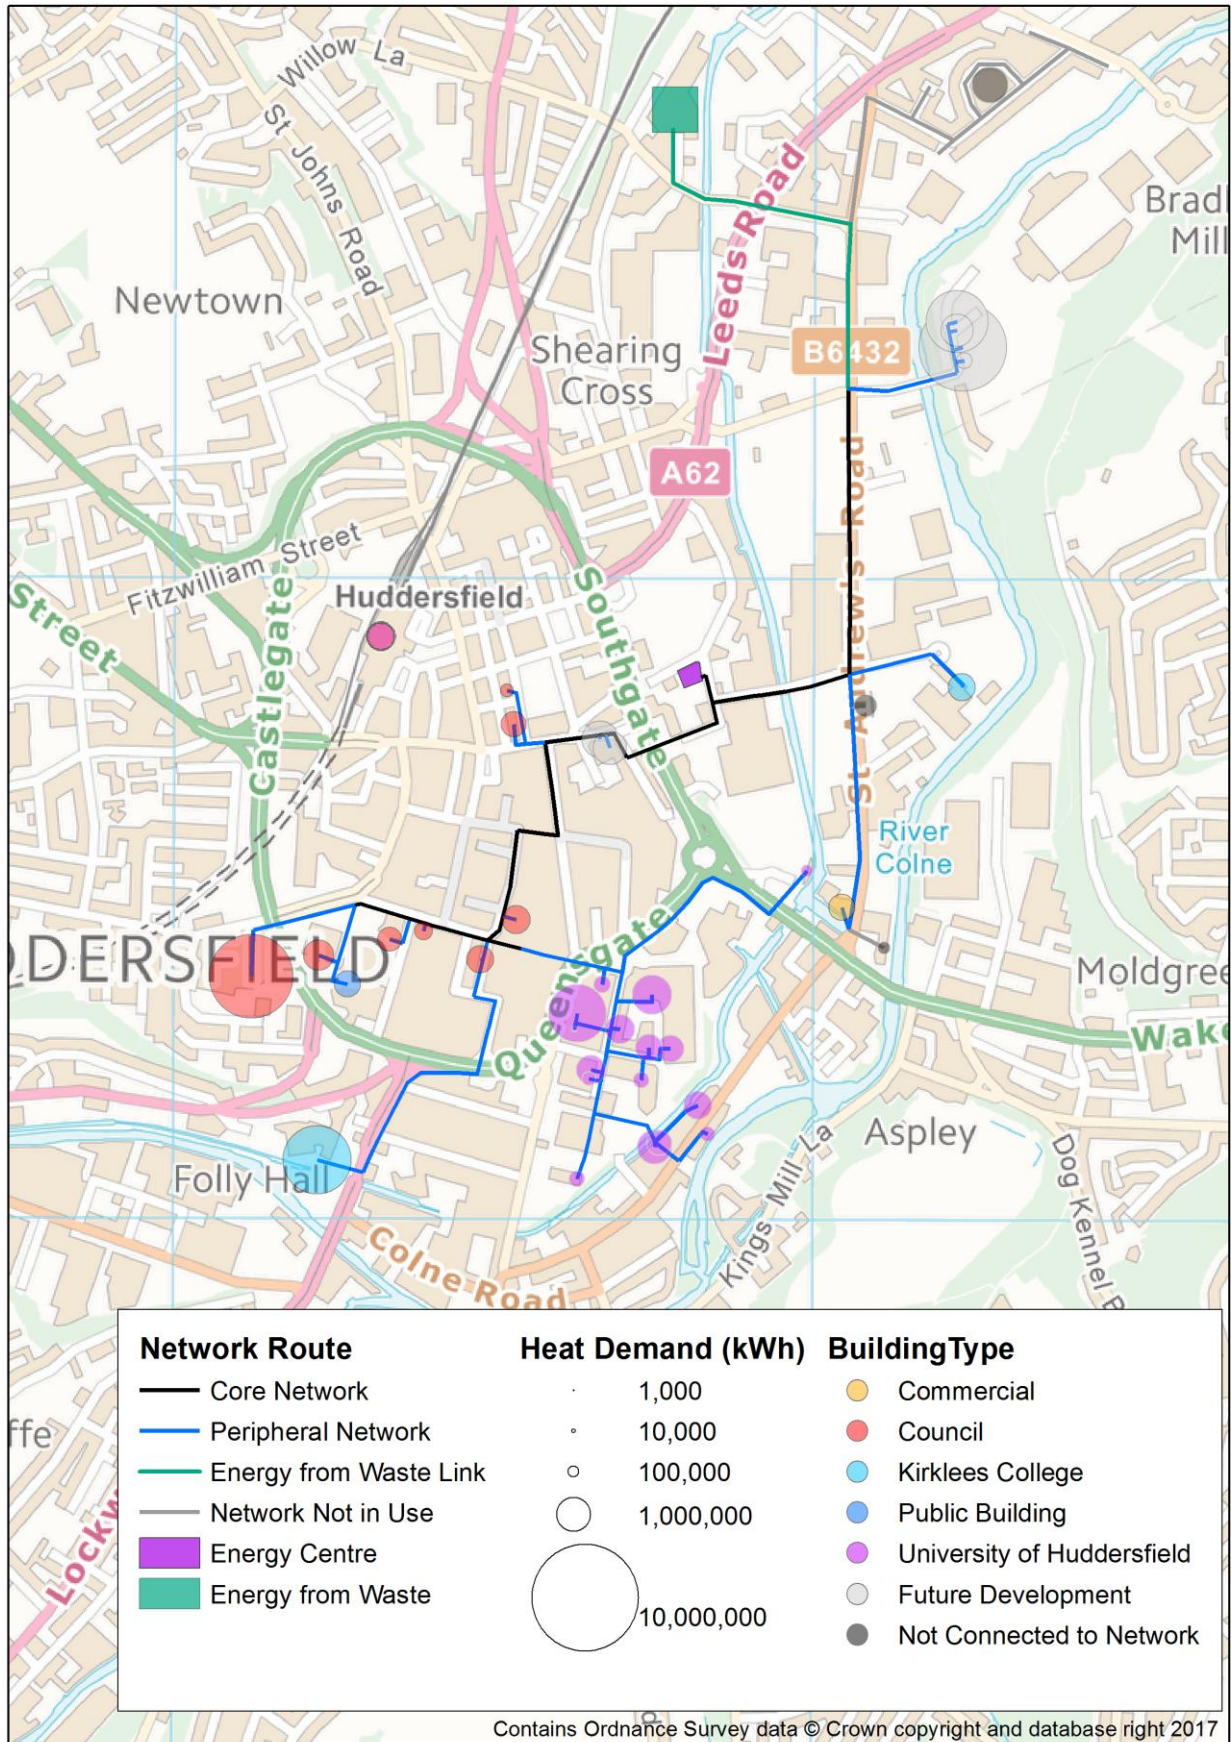 Willow La
St Johns Road
Bradl
Mill
Newtown
Leeds Road
Shearing
Cross
B6432
A62
St Andrew's Road
Fitzwilliam Street
Street
Huddersfield
Castlegate
Southgate
River
Colne
DDERSFIELD
Queensgate
Moldgree
Wake
Aspley
Folly Hall
Kings Mill La
Dog Kennel B
Colne Road
ffe
Lockw
Network Route
Core Network
Peripheral Network
Energy from Waste Link
Network Not in Use
Energy Centre
Energy from Waste
Heat Demand (kWh)
1,000
10,000
100,000
1,000,000
10,000,000
BuildingType
Commercial
Council
Kirklees College
Public Building
University of Huddersfield
Future Development
Not Connected to Network
Contains Ordnance Survey data © Crown copyright and database right 2017